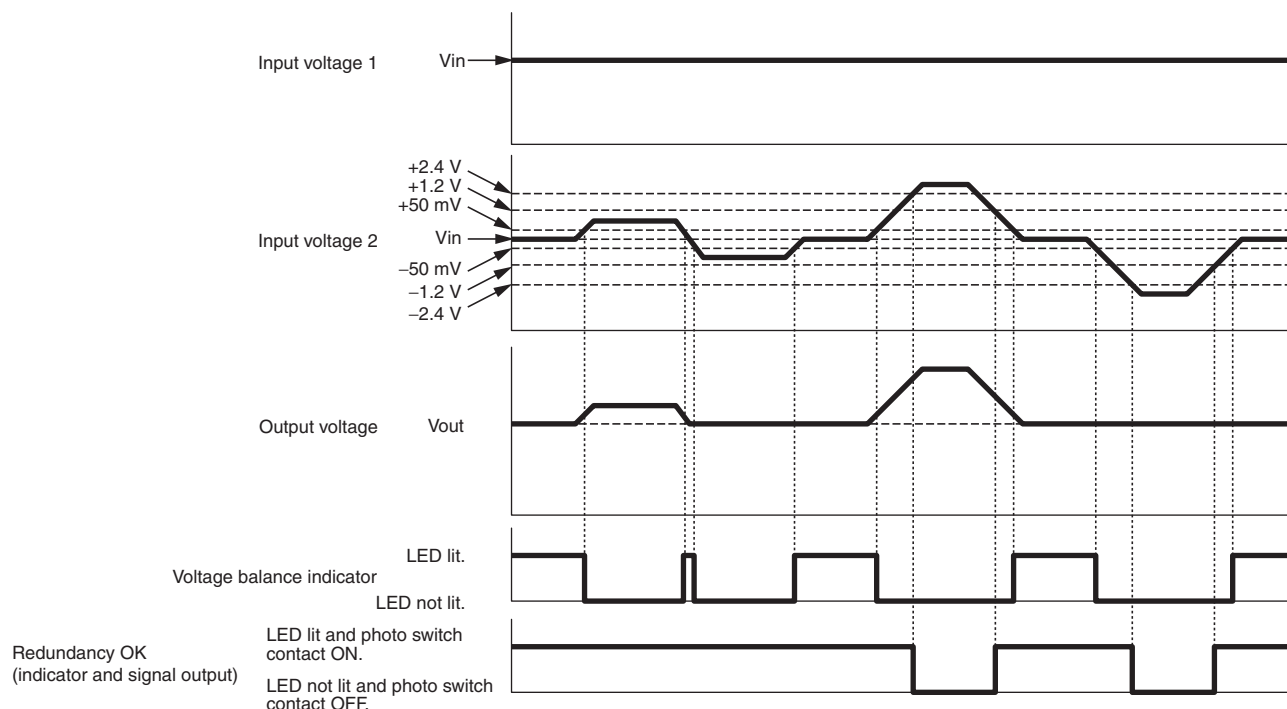 Input voltage 1
Vin
+2.4 V
+1.2 V
+50 mV
Input voltage 2
Vin
−50 mV
−1.2 V
−2.4 V
Output voltage
Vout
LED lit.
Voltage balance indicator
LED not lit.
LED lit and photo switch
contact ON.
Redundancy OK
(indicator and signal output)
LED not lit and photo switch
contact OFF.